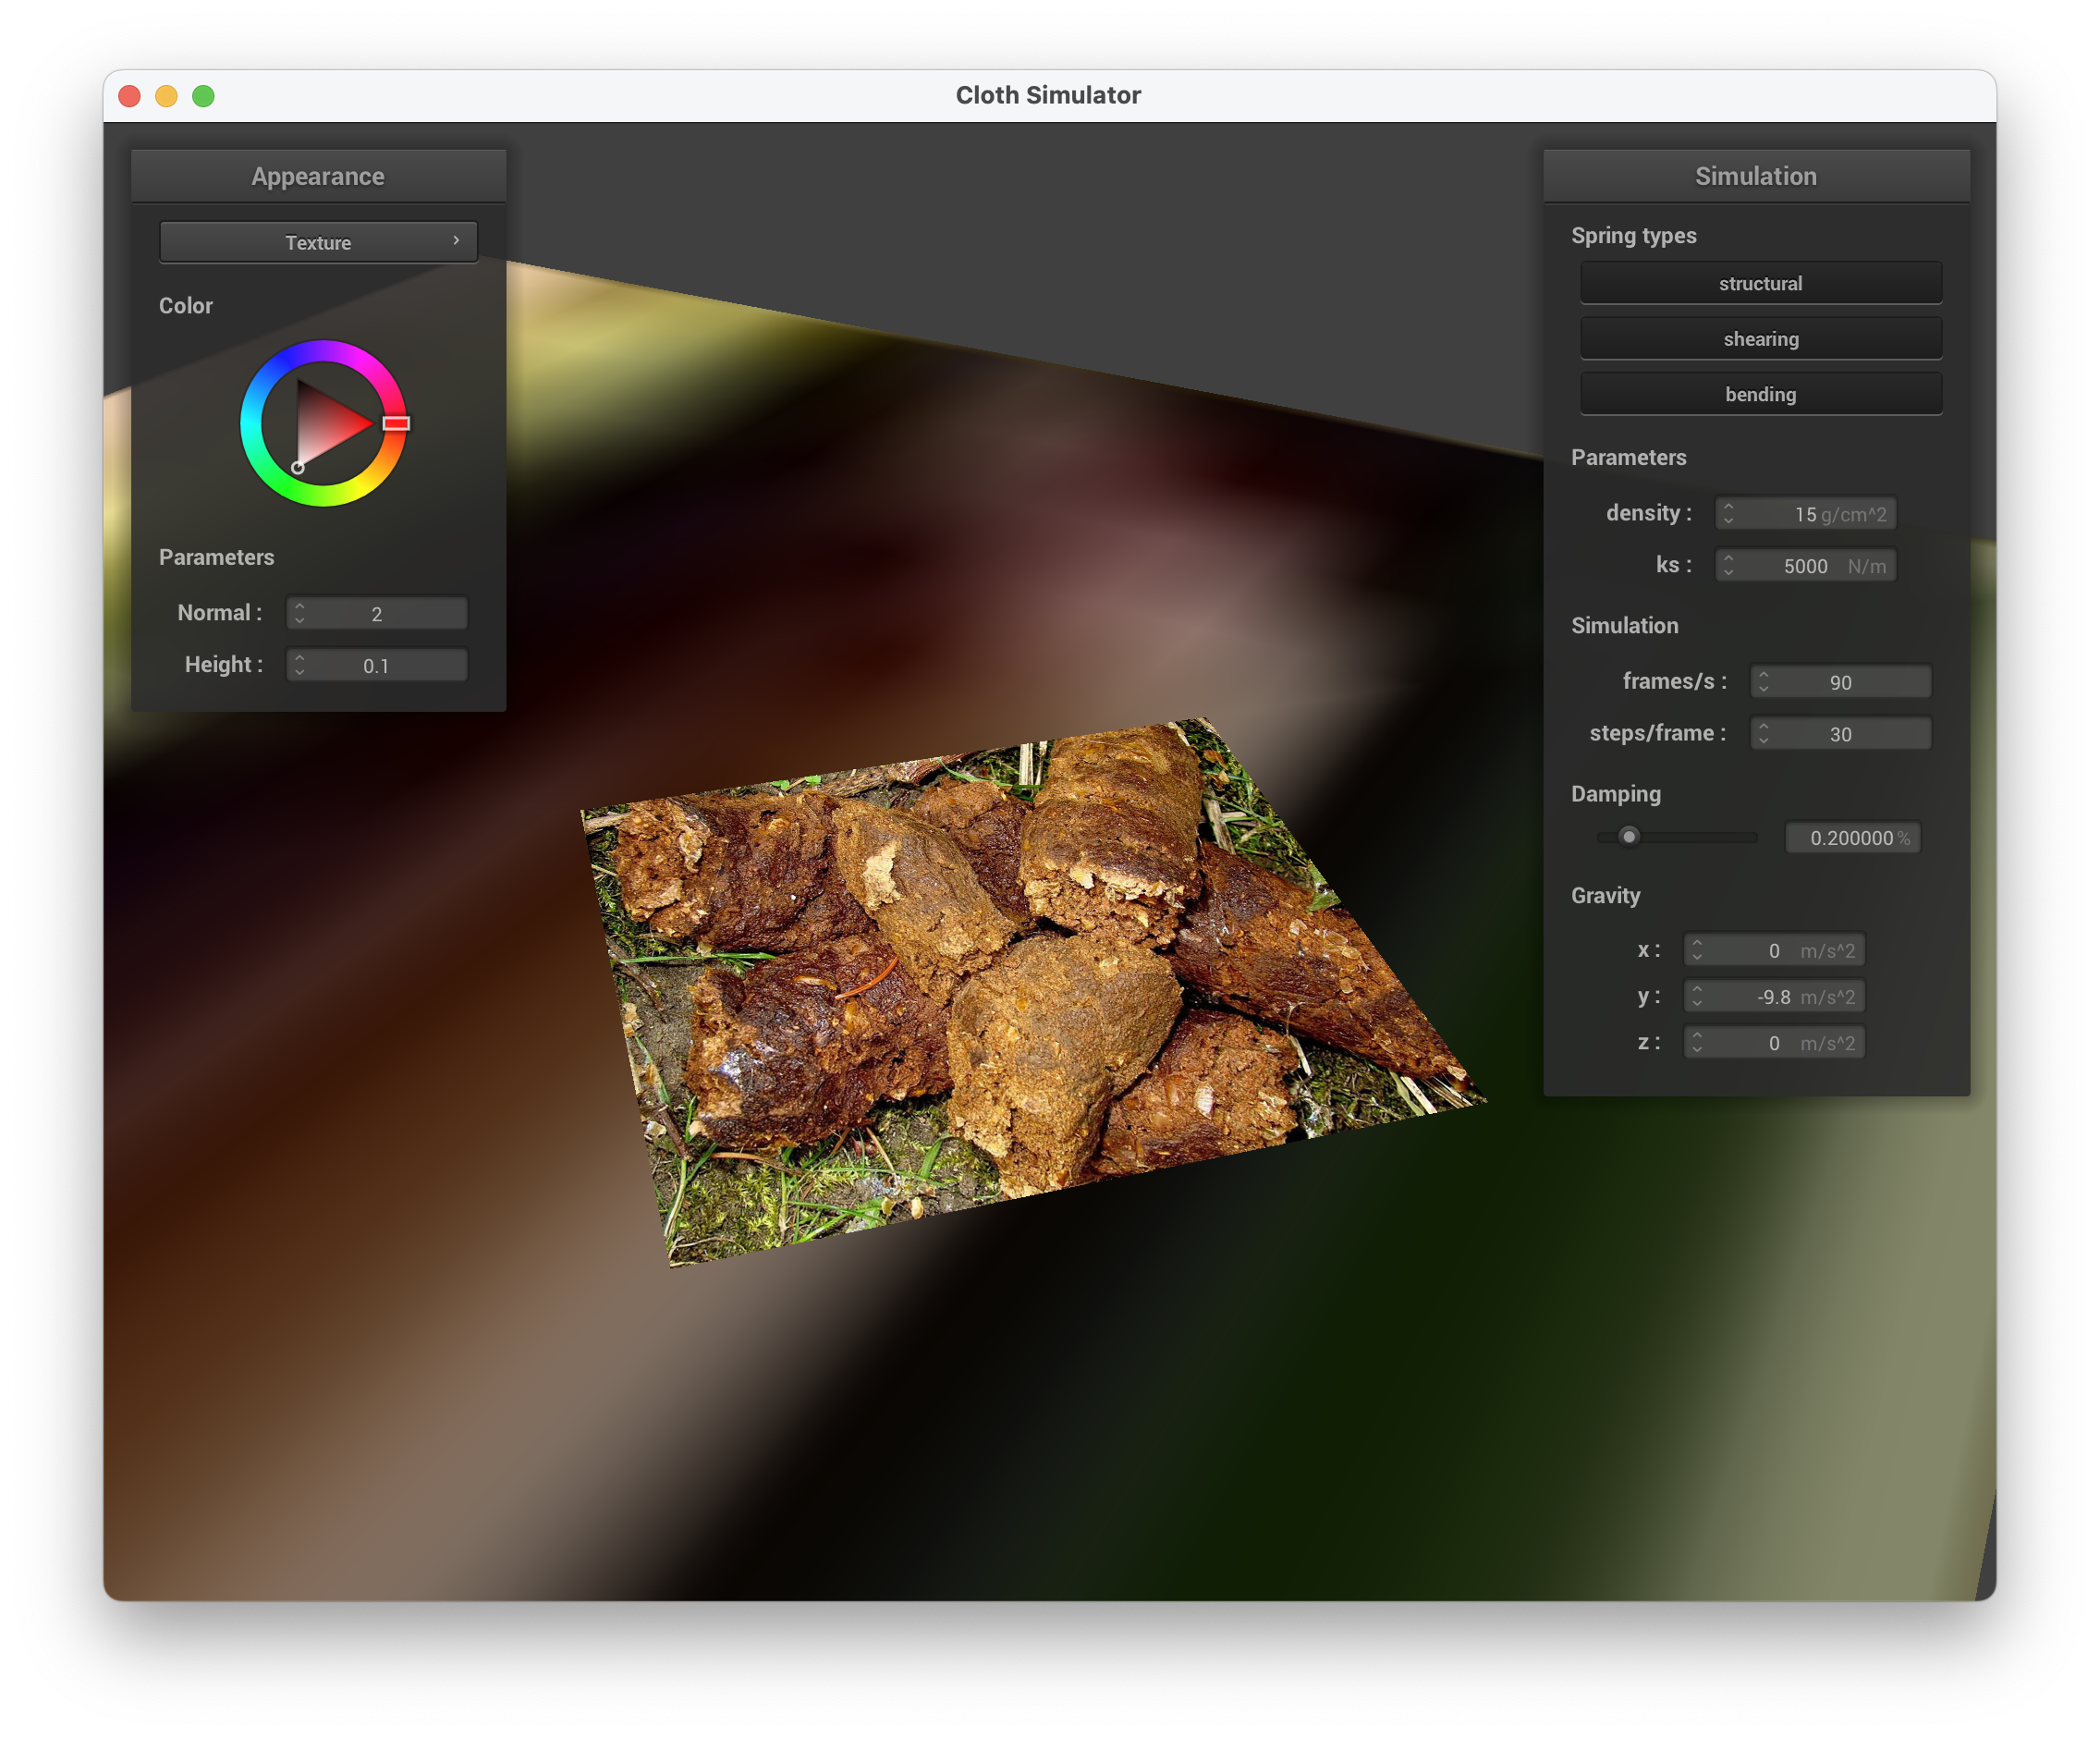 Cloth Simulator
Appearance
Texture
Color
Parameters
Normal : 2
Height : 0.1
Simulation
Spring types
structural
shearing
bending
Parameters
density : 15 g/cm^2
ks : 5000 N/m
Simulation
frames/s : 90
steps/frame : 30
Damping
0.200000 %
Gravity
x : 0 m/s^2
y : -9.8 m/s^2
z : 0 m/s^2